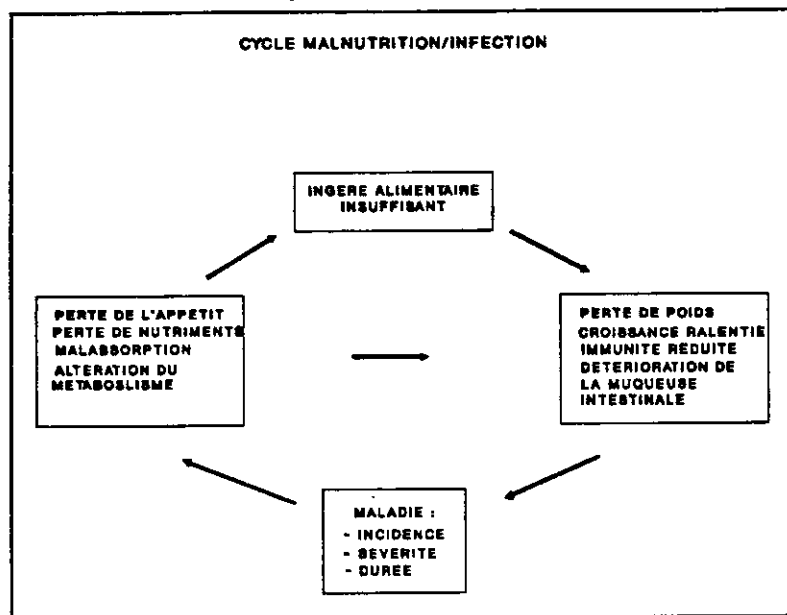 CYCLE MALNUTRITION/INFECTION
INGERE ALIMENTAIRE
INSUFFISANT
PERTE DE L'APPETIT
PERTE DE NUTRIMENTS
MALABSORPTION
ALTERATION DU
METABOSLISME
PERTE DE POIDS
CROISSANCE RALENTIE
IMMUNITE REDUITE
DETERIORATION DE
LA MUQUEUSE
INTESTINALE
MALADIE :
- INCIDENCE
- SEVERITE
- DUREE